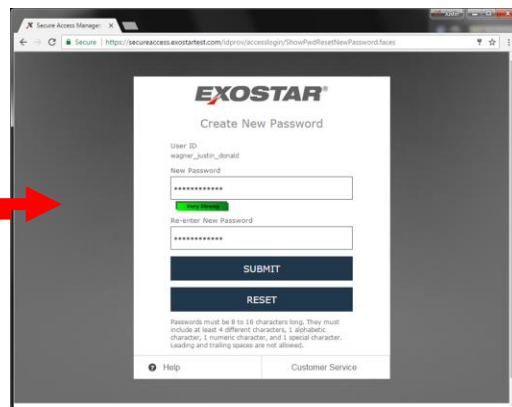 Secure Access Manager
Secure | https://secureaccess.exostartest.com/idprov/accesslogin/ShowPwdResetNewPassword.faces
EXOSTAR®
Create New Password
User ID
wagner_justin_donald
New Password
************
Very Strong
Re-enter New Password
************
SUBMIT
RESET
Passwords must be 8 to 16 characters long. They must
include at least 4 different characters, 1 alphabetic
character, 1 numeric character, and 1 special character.
Leading and trailing spaces are not allowed.
Help
Customer Service